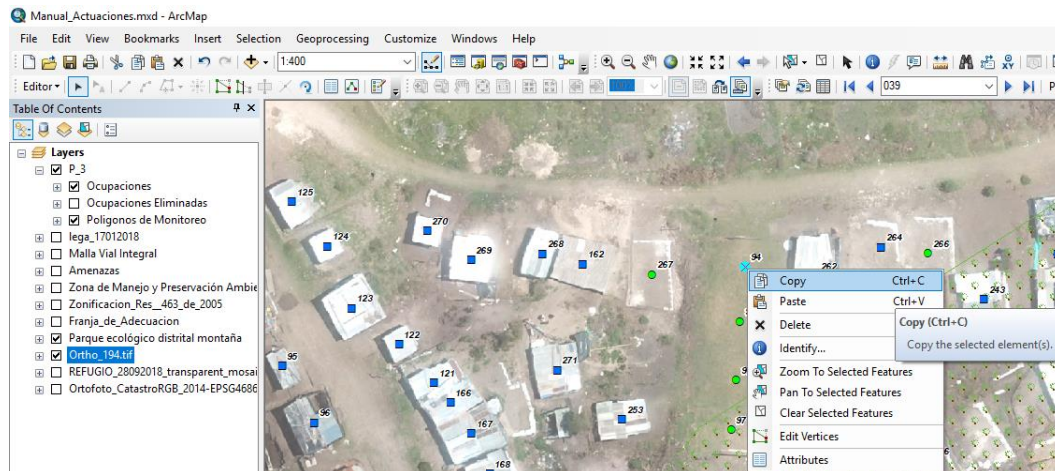 Manual_Actuaciones.mxd - ArcMap
File Edit View Bookmarks Insert Selection Geoprocessing Customize Windows Help
1:400
Editor
039
Table Of Contents
Layers
P_3
Ocupaciones
Ocupaciones Eliminadas
Poligonos de Monitoreo
lega_17012018
Malla Vial Integral
Amenazas
Zona de Manejo y Preservación Ambie
Zonificacion_Res__463_de_2005
Franja_de_Adecuacion
Parque ecológico distrital montaña
Ortho_194.tif
REFUGIO_28092018_transparent_mosai
Ortofoto_CatastroRGB_2014-EPSG4686
125
270
124
269
268
162
267
94
262
264
266
243
123
122
95
121
166
271
96
167
253
97
168
Copy Ctrl+C
Paste Ctrl+V
Delete
Identify...
Zoom To Selected Features
Pan To Selected Features
Clear Selected Features
Edit Vertices
Attributes
Copy (Ctrl+C)
Copy the selected element(s).